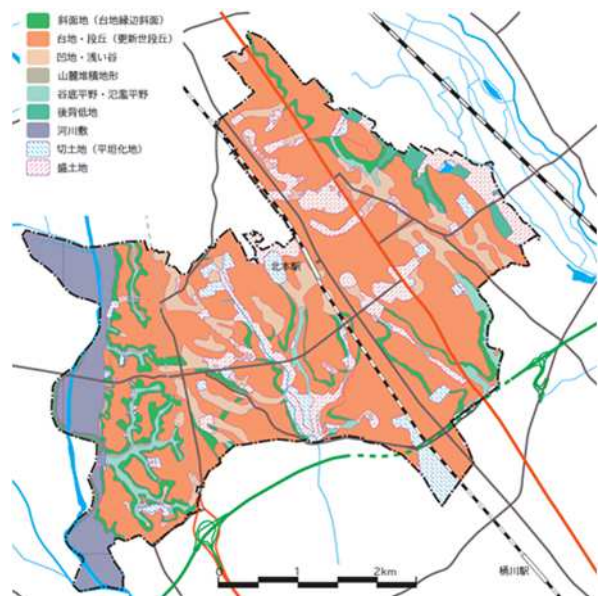 斜面地（台地縁辺斜面）
台地・段丘（更新世段丘）
凹地・浅い谷
山麓堆積地形
谷底平野・氾濫平野
後背低地
河川敷
切土地（平坦化地）
盛土地
北本駅
桶川駅
0 1 2km